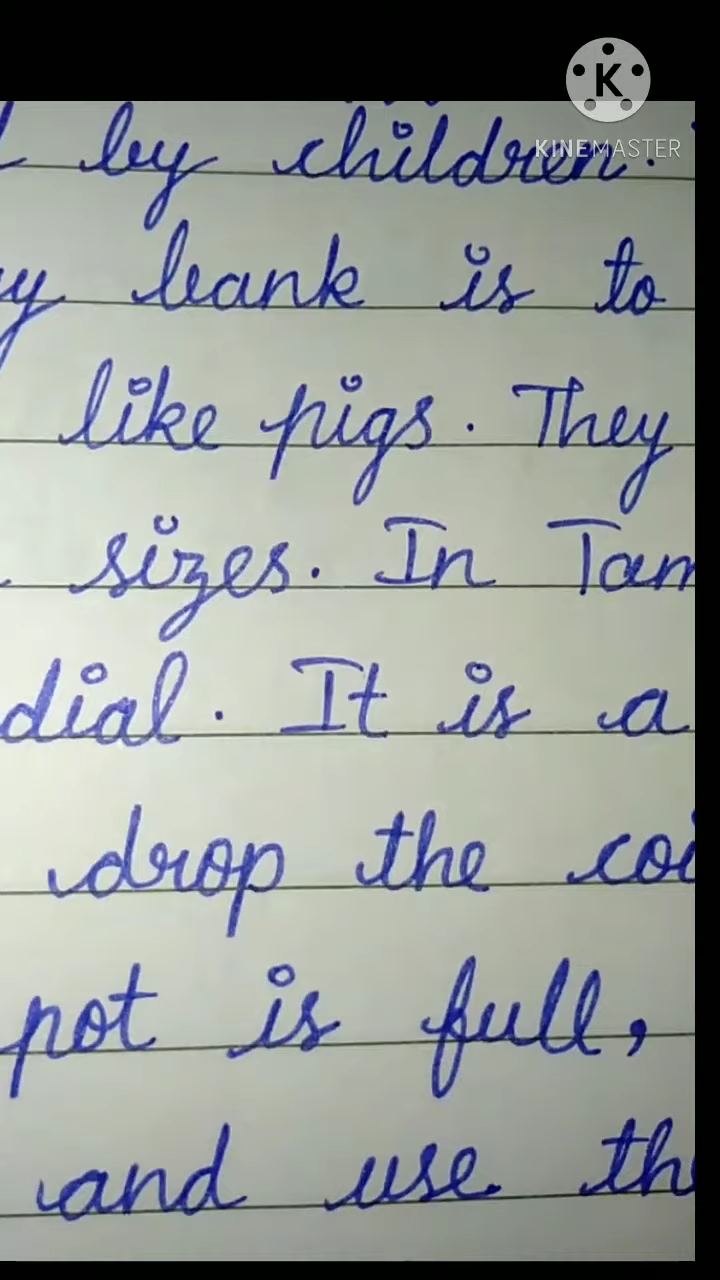 KINEMASTER
by children.
y bank is to
like pigs. They
sizes. In Tam
dial. It is a
drop the coi
pot is full,
and use th